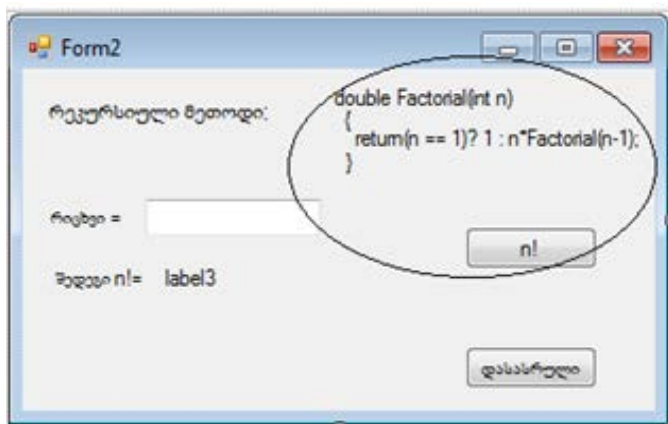 Form2
რეკურსიული მეთოდი:
double Factorial(int n)
{
return(n == 1)? 1 : n*Factorial(n-1);
}
რიცხვი =
n!
შედეგი n!= label3
დასასრული